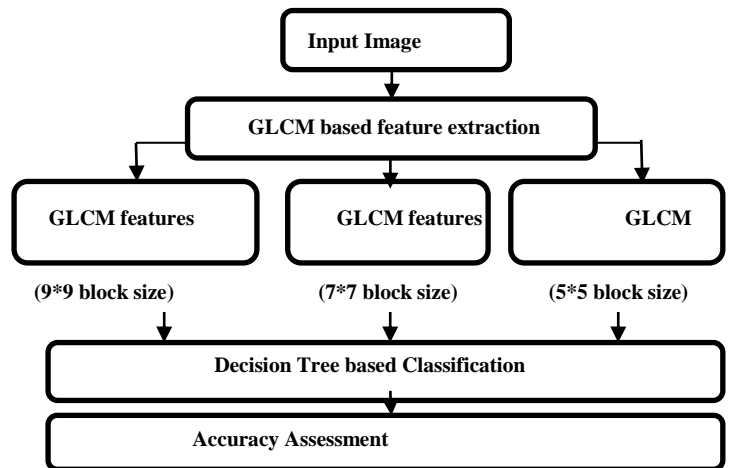 Input Image
GLCM based feature extraction
GLCM features
GLCM features
GLCM
(9*9 block size)
(7*7 block size)
(5*5 block size)
Decision Tree based Classification
Accuracy Assessment